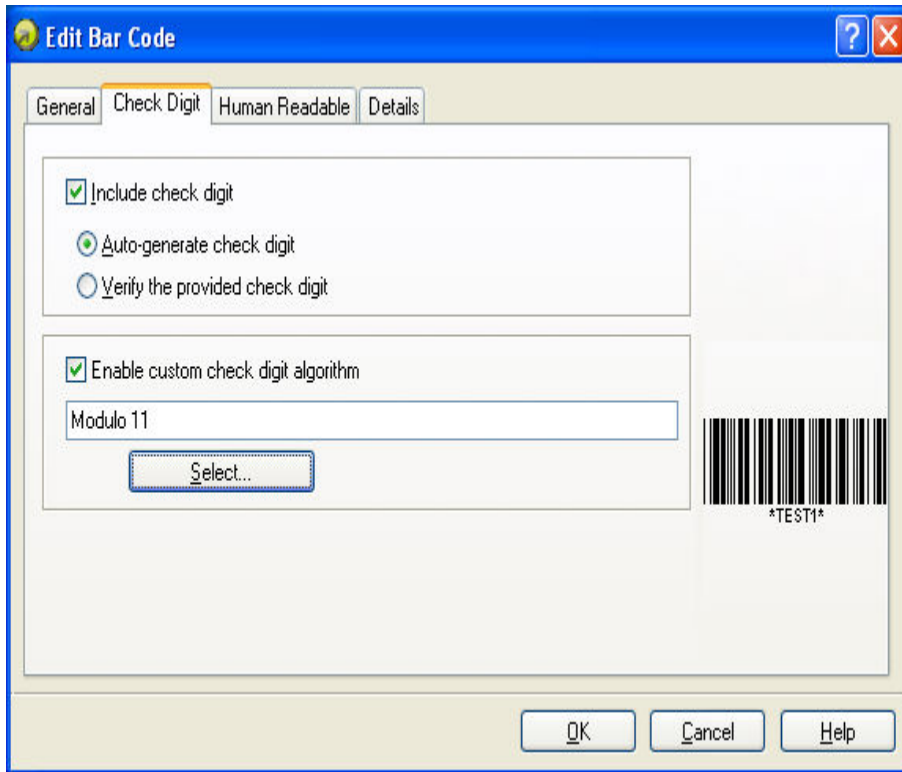 Edit Bar Code
?
General Check Digit Human Readable Details
Include check digit
Auto-generate check digit
Verify the provided check digit
Enable custom check digit algorithm
Modulo 11
Select...
*TEST1*
OK Cancel Help